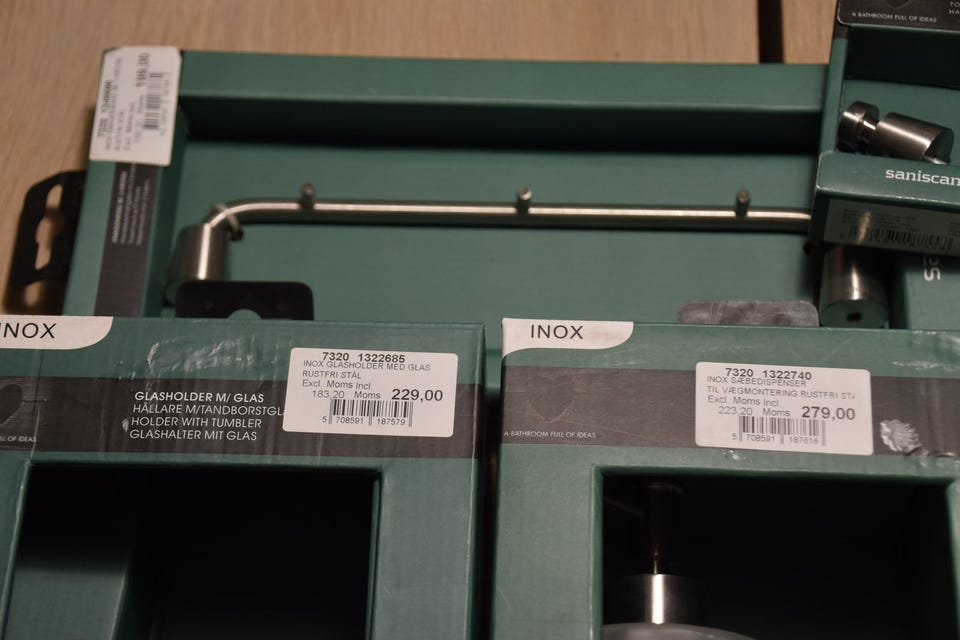 A BATHROOM FULL OF IDEAS
199,00
saniscan
INOX
7320 1322685
INOX GLASHOLDER MED GLAS
RUSTFRI STÅL
Excl. Moms Incl.
183,20 Moms 229,00
5 708591 187579
GLASHOLDER M/ GLAS
HÅLLARE M/TANDBORSTGL
HOLDER WITH TUMBLER
GLASHALTER MIT GLAS
FULL OF IDEAS
INOX
7320 1322740
INOX SÆBEDISPENSER
TIL VÆGMONTERING RUSTFRI STÅ
Excl. Moms Incl.
223,20 Moms 279,00
5 708591 187616
A BATHROOM FULL OF IDEAS